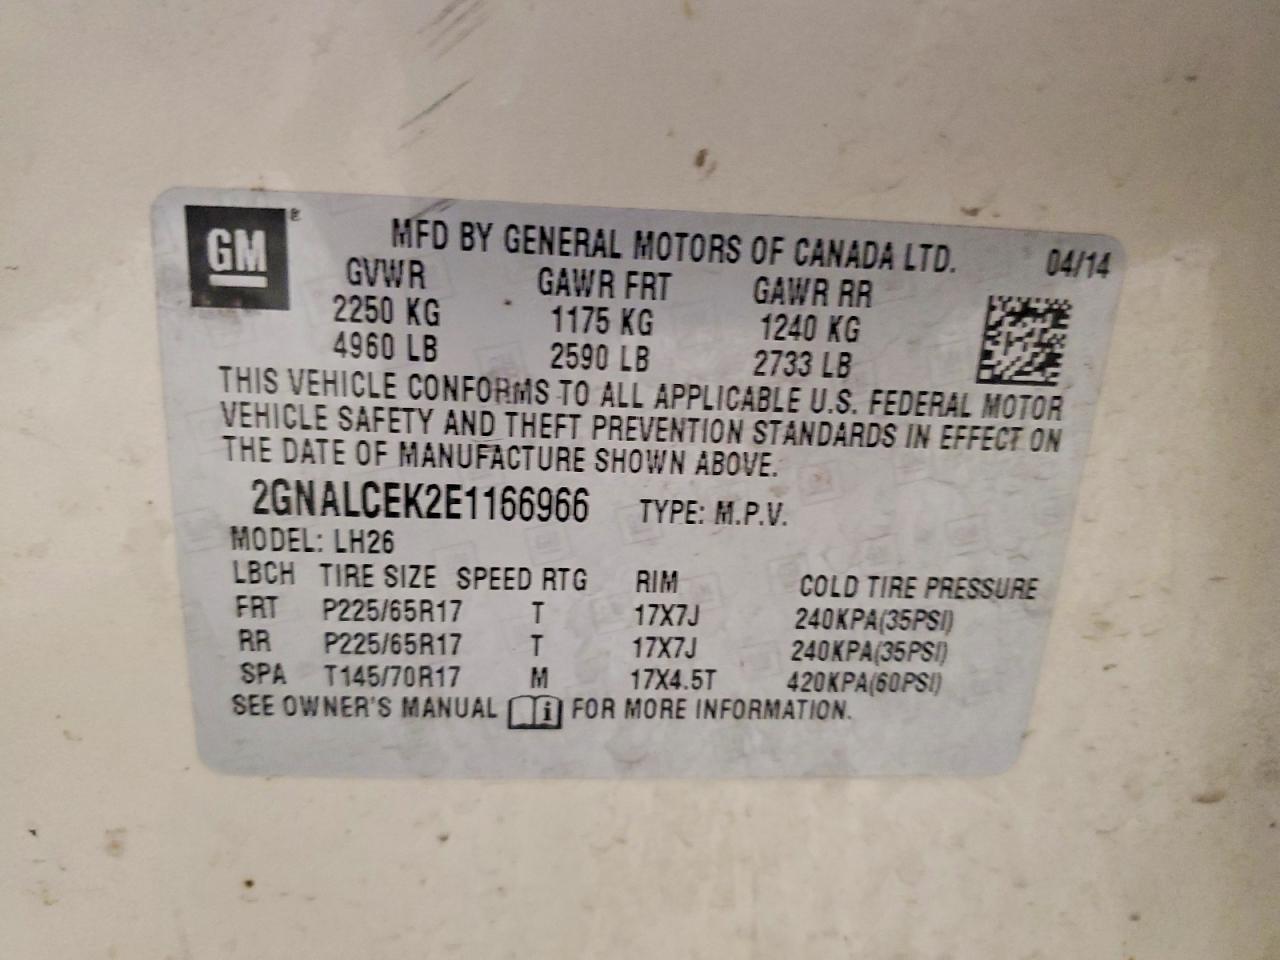 GM®
MFD BY GENERAL MOTORS OF CANADA LTD. 04/14
GVWR GAWR FRT GAWR RR
2250 KG 1175 KG 1240 KG
4960 LB 2590 LB 2733 LB
THIS VEHICLE CONFORMS TO ALL APPLICABLE U.S. FEDERAL MOTOR
VEHICLE SAFETY AND THEFT PREVENTION STANDARDS IN EFFECT ON
THE DATE OF MANUFACTURE SHOWN ABOVE.
2GNALCEK2E1166966 TYPE: M.P.V.
MODEL: LH26
LBCH TIRE SIZE SPEED RTG RIM COLD TIRE PRESSURE
FRT P225/65R17 T 17X7J 240KPA(35PSI)
RR P225/65R17 T 17X7J 240KPA(35PSI)
SPA T145/70R17 M 17X4.5T 420KPA(60PSI)
SEE OWNER'S MANUAL i FOR MORE INFORMATION.